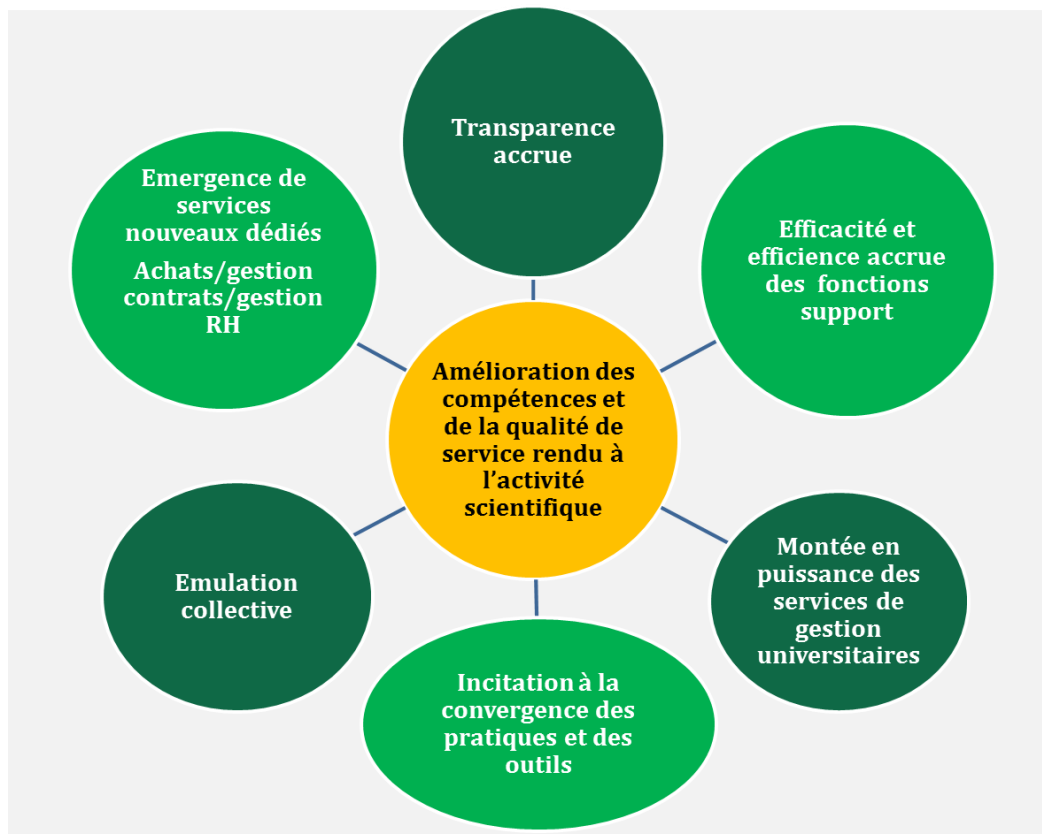 Transparence
accrue
Emergence de
services
nouveaux dédiés
Achats/gestion
contrats/gestion
RH
Efficacité et
efficience accrue
des fonctions
support
Amélioration des
compétences et
de la qualité de
service rendu à
l’activité
scientifique
Emulation
collective
Montée en
puissance des
services de
gestion
universitaires
Incitation à la
convergence des
pratiques et des
outils